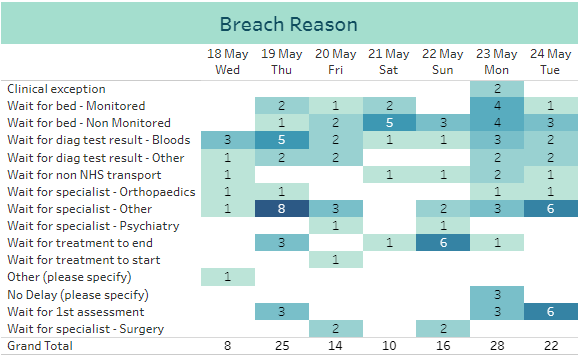 Breach Reason
18 May 19 May 20 May 21 May 22 May 23 May 24 May
Wed Thu Fri Sat Sun Mon Tue
Clinical exception 2
Wait for bed - Monitored 2 1 2 4 1
Wait for bed - Non Monitored 1 2 5 3 4 3
Wait for diag test result - Bloods 3 5 2 1 1 3 2
Wait for diag test result - Other 1 2 2 2 2
Wait for non NHS transport 1 1 1 2 1
Wait for specialist - Orthopaedics 1 1 1 1
Wait for specialist - Other 1 8 3 2 3 6
Wait for specialist - Psychiatry 1 1
Wait for treatment to end 3 1 6 1
Wait for treatment to start 1
Other (please specify) 1
No Delay (please specify) 3
Wait for 1st assessment 3 3 6
Wait for specialist - Surgery 2 2
Grand Total 8 25 14 10 16 28 22